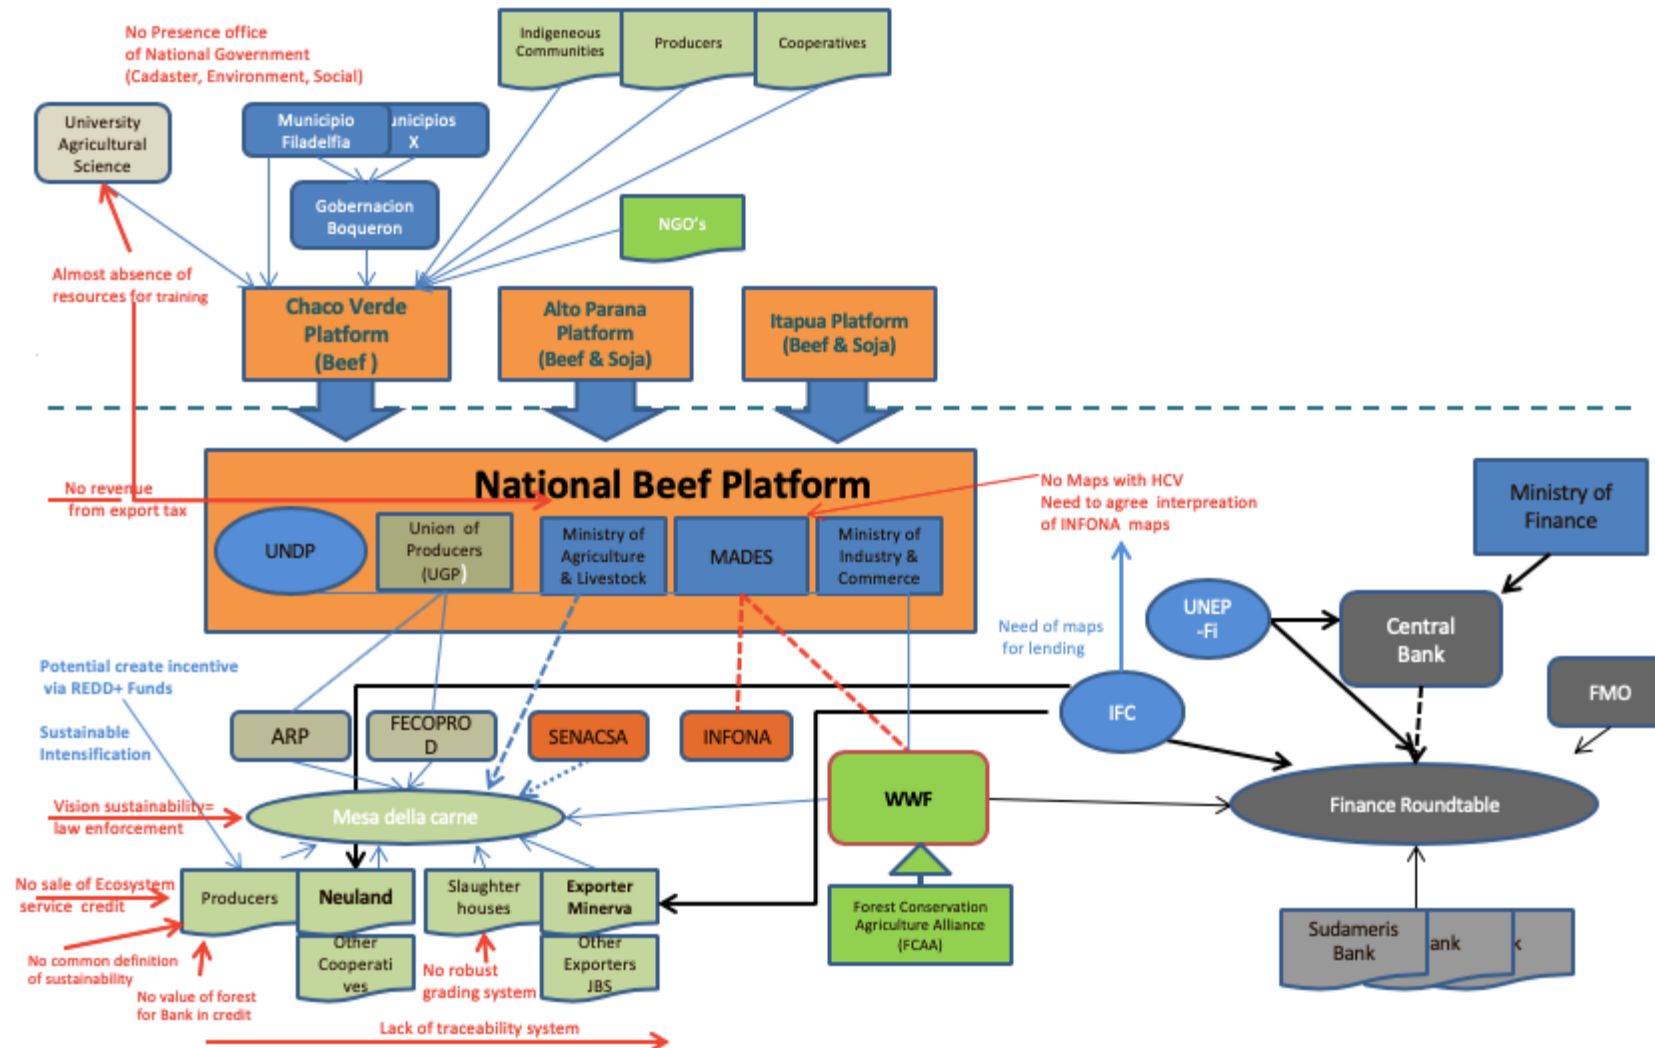 No Presence office
of National Government
(Cadaster, Environment, Social)
Indigeneous
Communities
Producers
Cooperatives
University
Agricultural
Science
Municipio
Filadelfia
unicipios
X
Gobernacion
Boqueron
NGO's
Almost absence of
resources for training
Chaco Verde
Platform
(Beef )
Alto Parana
Platform
(Beef & Soja)
Itapua Platform
(Beef & Soja)
National Beef Platform
No revenue
from export tax
UNDP
Union of
Producers
(UGP)
Ministry of
Agriculture
& Livestock
MADES
Ministry of
Industry &
Commerce
No Maps with HCV
Need to agree interpreation
of INFONA maps
Ministry of
Finance
Need of maps
for lending
UNEP
-Fi
Central
Bank
FMO
IFC
Potential create incentive
via REDD+ Funds
Sustainable
Intensification
ARP
FECOPRO
D
SENACSA
INFONA
Vision sustainability=
law enforcement
Mesa della carne
WWF
Finance Roundtable
No sale of Ecosystem
service credit
Producers
Neuland
Slaughter
houses
Exporter
Minerva
Forest Conservation
Agriculture Alliance
(FCAA)
Sudameris
Bank
ank
k
Other
Cooperati
ves
Other
Exporters
JBS
No common definition
of sustainability
No value of forest
for Bank in credit
No robust
grading system
Lack of traceability system